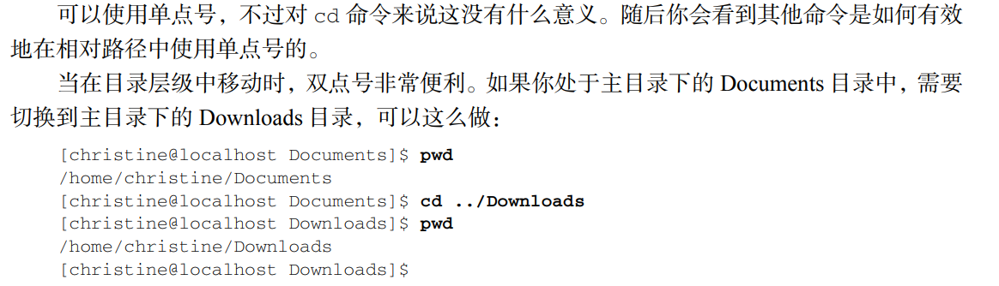 可以使用单点号，不过对 cd 命令来说这没有什么意义。随后你会看到其他命令是如何有效
地在相对路径中使用单点号的。
当在目录层级中移动时，双点号非常便利。如果你处于主目录下的 Documents 目录中，需要
切换到主目录下的 Downloads 目录，可以这么做：
[christine@localhost Documents]$ pwd
/home/christine/Documents
[christine@localhost Documents]$ cd ../Downloads
[christine@localhost Downloads]$ pwd
/home/christine/Downloads
[christine@localhost Downloads]$